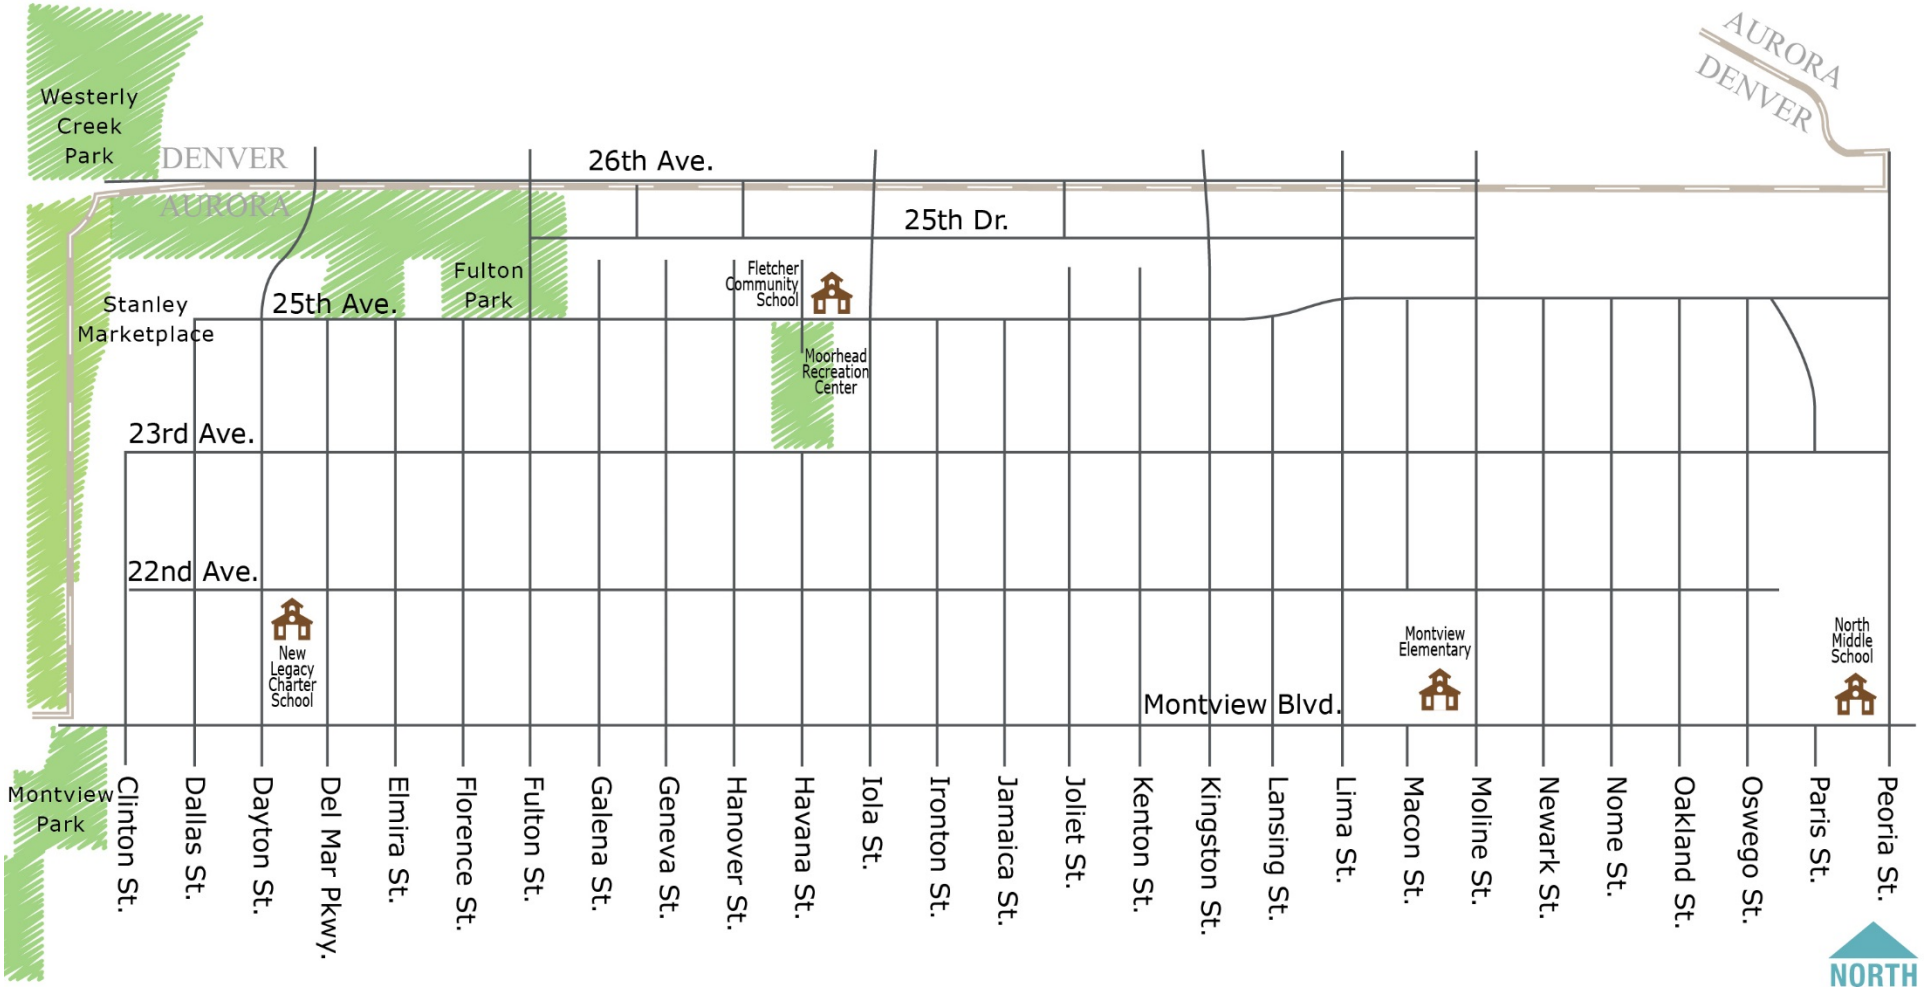 AURORA
DENVER
Westerly
Creek
Park
DENVER
26th Ave.
AURORA
25th Dr.
Fulton
Park
Fletcher
Community
School
Stanley
Marketplace
25th Ave.
Moorhead
Recreation
Center
23rd Ave.
22nd Ave.
New
Legacy
Charter
School
Montview
Elementary
North
Middle
School
Montview Blvd.
Montview
Park
Clinton St.
Dallas St.
Dayton St.
Del Mar Pkwy.
Elmira St.
Florence St.
Fulton St.
Galena St.
Geneva St.
Hanover St.
Havana St.
Iola St.
Ironton St.
Jamaica St.
Joliet St.
Kenton St.
Kingston St.
Lansing St.
Lima St.
Macon St.
Moline St.
Newark St.
Nome St.
Oakland St.
Oswego St.
Paris St.
Peoria St.
NORTH